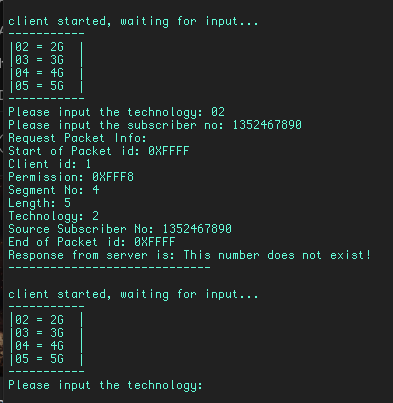 client started, waiting for input...
-----------
|02 = 2G  |
|03 = 3G  |
|04 = 4G  |
|05 = 5G  |
-----------
Please input the technology: 02
Please input the subscriber no: 1352467890
Request Packet Info:
Start of Packet id: 0XFFFF
Client id: 1
Permission: 0XFFF8
Segment No: 4
Length: 5
Technology: 2
Source Subscriber No: 1352467890
End of Packet id: 0XFFFF
Response from server is: This number does not exist!
-----------------------------
client started, waiting for input...
-----------
|02 = 2G  |
|03 = 3G  |
|04 = 4G  |
|05 = 5G  |
-----------
Please input the technology: